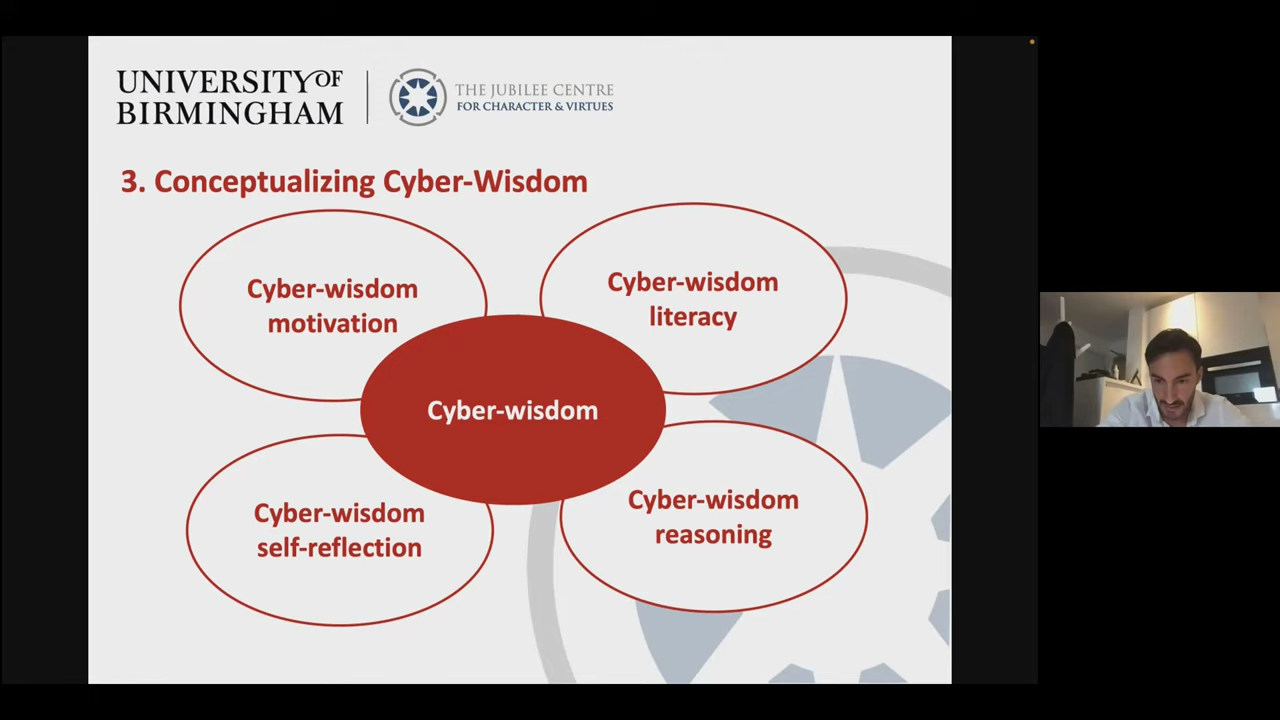 UNIVERSITY OF
BIRMINGHAM
THE JUBILEE CENTRE
FOR CHARACTER & VIRTUES
3. Conceptualizing Cyber-Wisdom
Cyber-wisdom
motivation
Cyber-wisdom
literacy
Cyber-wisdom
Cyber-wisdom
self-reflection
Cyber-wisdom
reasoning